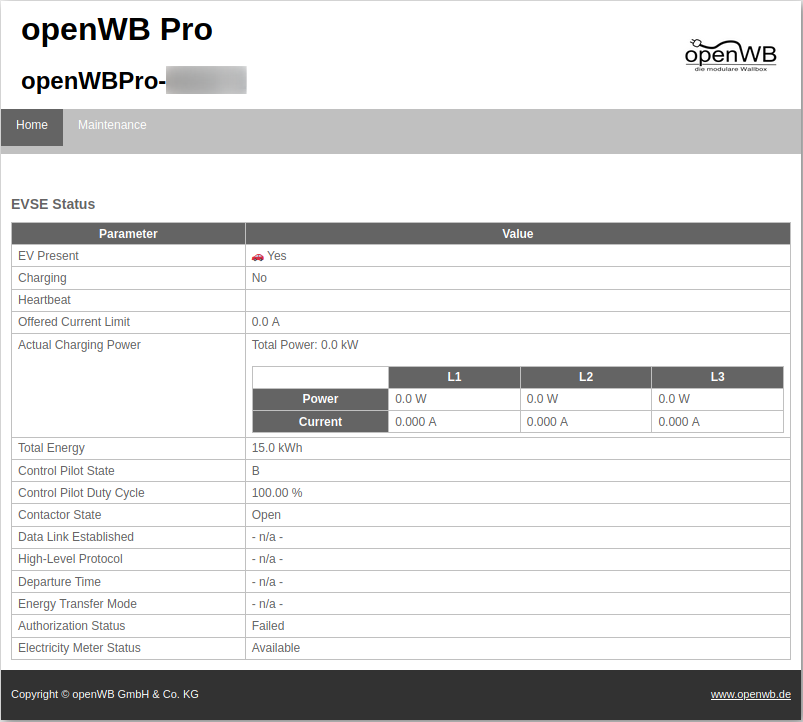 openWB Pro
openWBPro-
openWB
die modulare Wallbox
Home Maintenance
EVSE Status
Parameter Value
EV Present Yes
Charging No
Heartbeat
Offered Current Limit 0.0 A
Actual Charging Power Total Power: 0.0 kW
L1 L2 L3
Power 0.0 W 0.0 W 0.0 W
Current 0.000 A 0.000 A 0.000 A
Total Energy 15.0 kWh
Control Pilot State B
Control Pilot Duty Cycle 100.00 %
Contactor State Open
Data Link Established - n/a -
High-Level Protocol - n/a -
Departure Time - n/a -
Energy Transfer Mode - n/a -
Authorization Status Failed
Electricity Meter Status Available
Copyright © openWB GmbH & Co. KG www.openwb.de